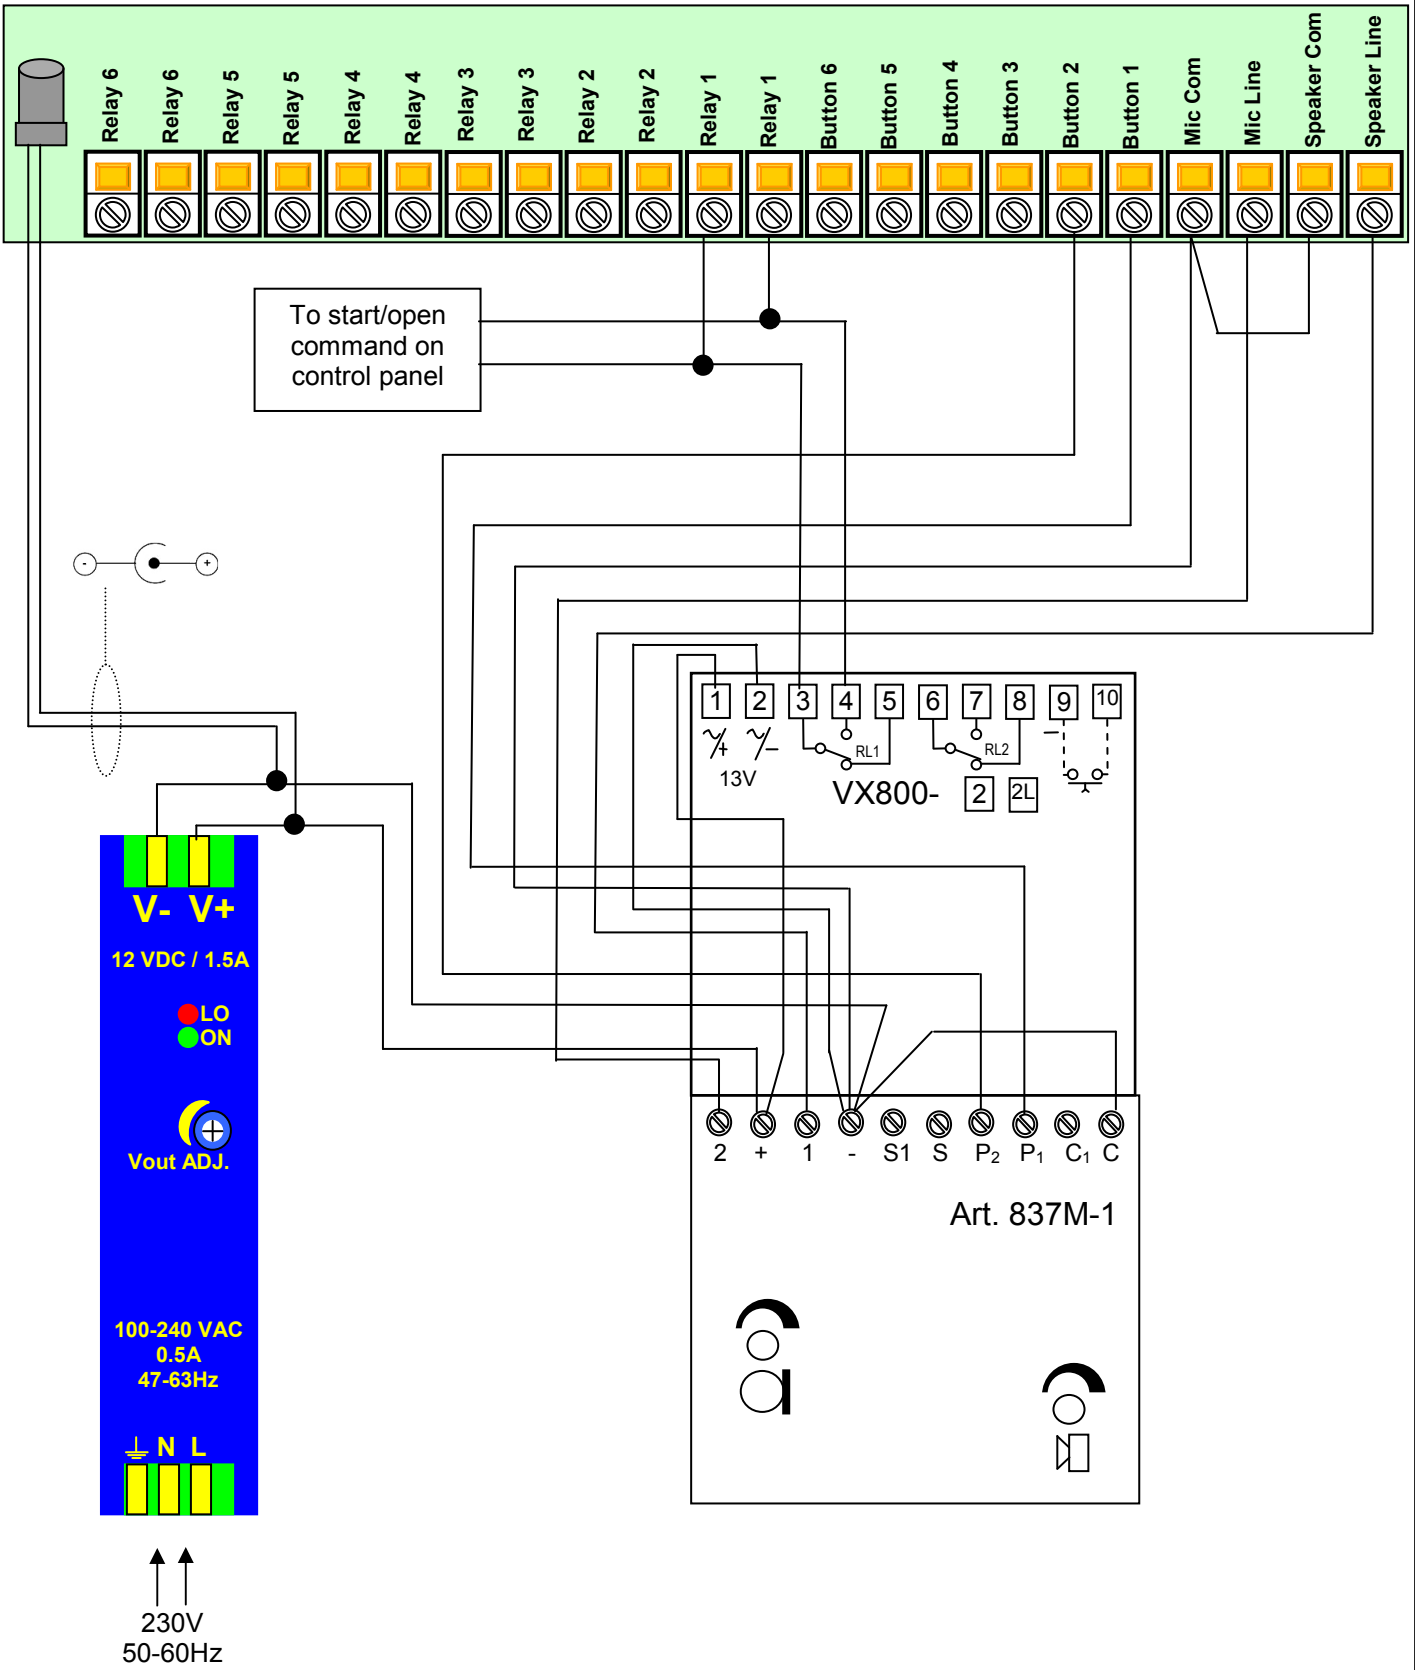 Relay 6
Relay 6
Relay 5
Relay 5
Relay 4
Relay 4
Relay 3
Relay 3
Relay 2
Relay 2
Relay 1
Relay 1
Button 6
Button 5
Button 4
Button 3
Button 2
Button 1
Mic Com
Mic Line
Speaker Com
Speaker Line
To start/open
command on
control panel
- +
1 2 3 4 5 6 7 8 9 10
~/+ ~/- RL1 RL2 –
13V
VX800- 2 2L
V- V+
12 VDC / 1.5A
LO
ON
Vout ADJ.
2 + 1 - S1 S P2 P1 C1 C
Art. 837M-1
100-240 VAC
0.5A
47-63Hz
N L
230V
50-60Hz